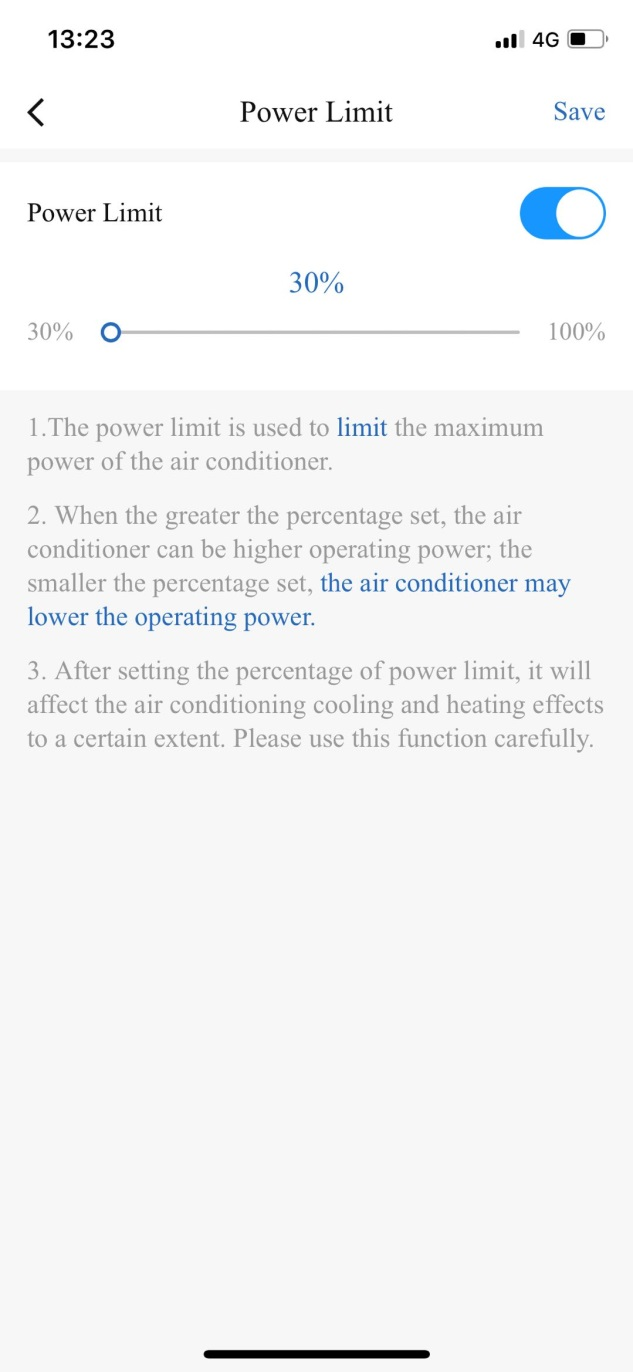 13:23
4G
Power Limit
Save
Power Limit
30%
30%
100%
1.The power limit is used to limit the maximum
power of the air conditioner.
2. When the greater the percentage set, the air
conditioner can be higher operating power; the
smaller the percentage set, the air conditioner may
lower the operating power.
3. After setting the percentage of power limit, it will
affect the air conditioning cooling and heating effects
to a certain extent. Please use this function carefully.